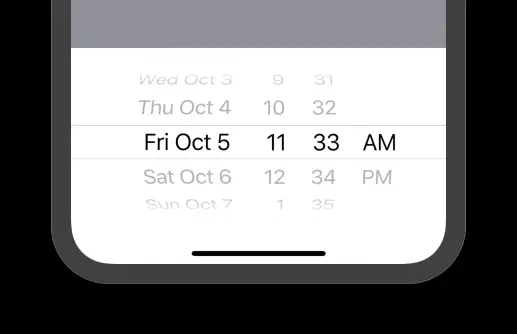 Wed Oct 3 9 31
Thu Oct 4 10 32
Fri Oct 5 11 33 AM
Sat Oct 6 12 34 PM
Sun Oct 7 1 35